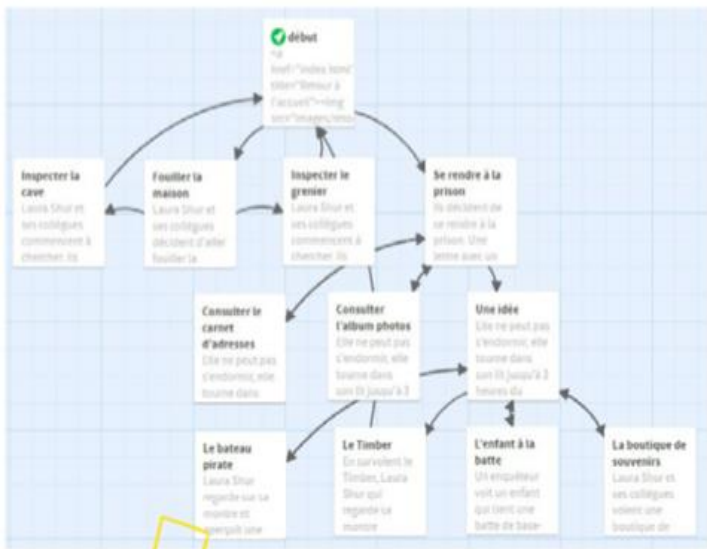 début
<a
href="index.html"
title="Retour à
l'accueil"><img
Inspecter la
cave
Laura Shur et
ses collègues
commencent à
chercher. Ils
Fouiller la
maison
Laura Shur et
ses collègues
décident d'aller
fouiller la
Inspecter le
grenier
Laura Shur et
ses collègues
commencent à
chercher. Ils
Se rendre à la
prison
Ils décident de
se rendre à la
prison. Une
lettre avec un
Consulter le
carnet
d'adresses
Elle ne peut pas
s'endormir, elle
tourne dans
Consulter
l'album photos
Elle ne peut pas
s'endormir, elle
tourne dans
son lit jusqu'à 3
Une idée
Elle ne peut pas
s'endormir, elle
tourne dans
son lit jusqu'à 3
heures du
Le bateau
pirate
Laura Shur
regarde sur sa
montre et
aperçoit une
Le Timber
En survolant le
Timber, Laura
Shur qui
regarde sa
montre
L'enfant à la
batte
Un enquêteur
voit un enfant
qui tient une
batte de base-
La boutique de
souvenirs
Laura Shur et
ses collègues
voient une
boutique de